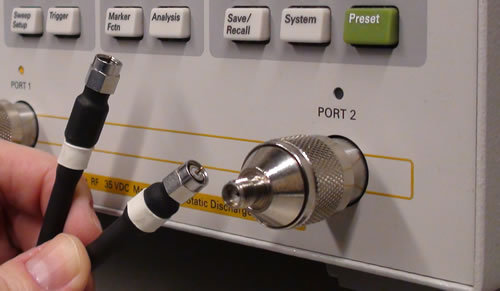 Sweep
Setup
Trigger
Marker
Fctn
Analysis
Save/
Recall
System
Preset
PORT 1
PORT 2
RF 35 VDC M
static Discharge